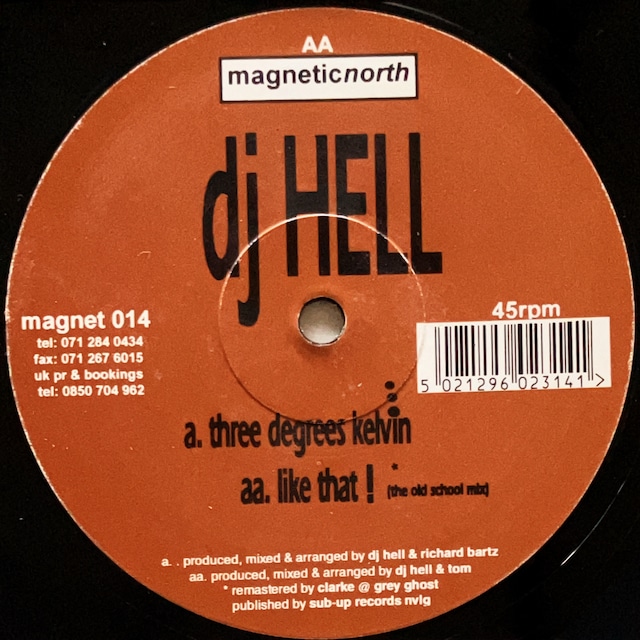 AA
magneticnorth
dj HELL
magnet 014
tel: 071 284 0434
fax: 071 267 6015
uk pr & bookings
tel: 0850 704 962
45rpm
5 021296 023141 >
a. three degrees kelvin
aa. like that ! * (the old school mix)
a. . produced, mixed & arranged by dj hell & richard bartz
aa. produced, mixed & arranged by dj hell & tom
* remastered by clarke @ grey ghost
published by sub-up records nvlg